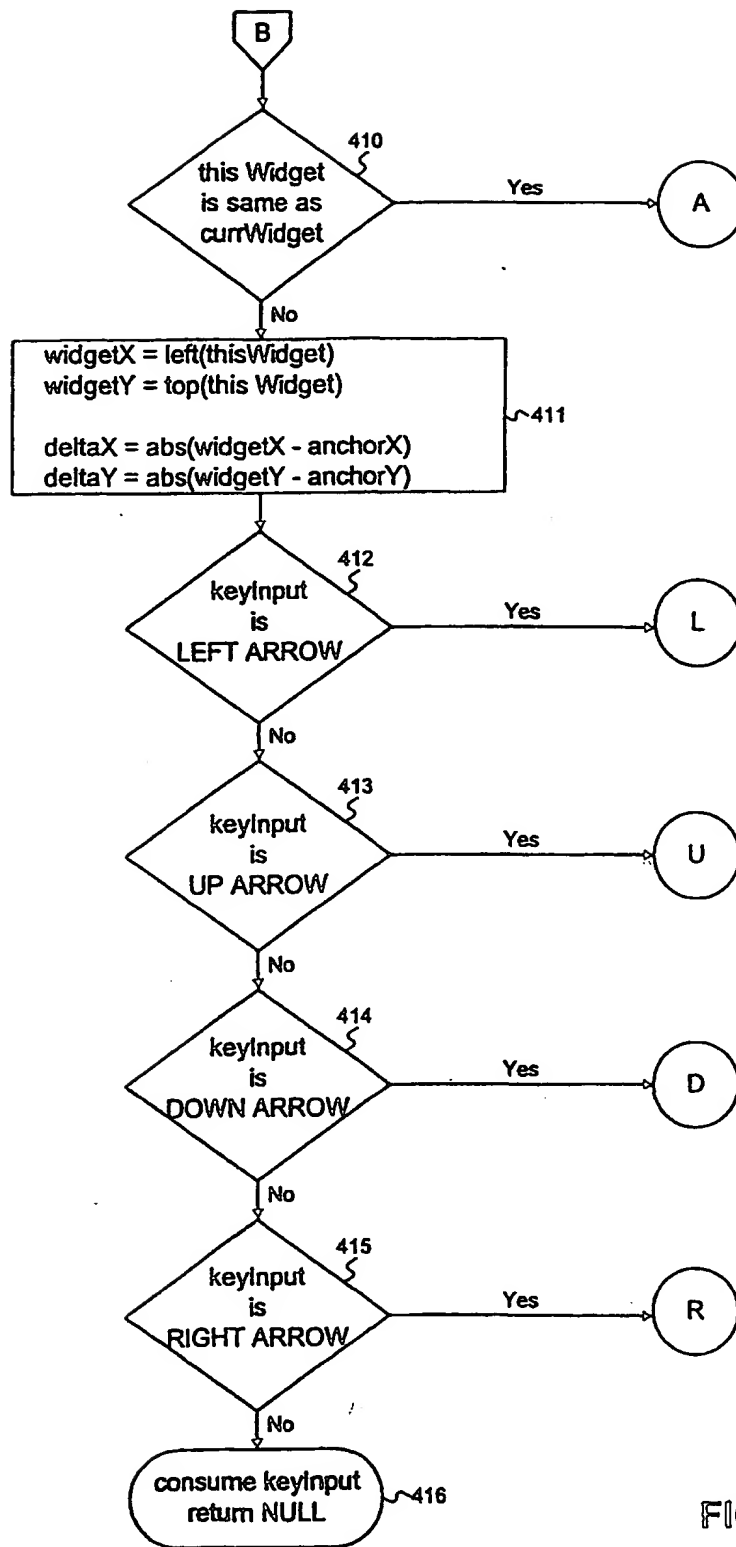 B
410
this Widget
is same as
currWidget
Yes
A
No
widgetX = left(thisWidget)
widgetY = top(this Widget)
deltaX = abs(widgetX - anchorX)
deltaY = abs(widgetY - anchorY)
411
412
keyInput
is
LEFT ARROW
Yes
L
No
413
keyInput
is
UP ARROW
Yes
U
No
414
keyInput
is
DOWN ARROW
Yes
D
No
415
keyInput
is
RIGHT ARROW
Yes
R
No
consume keyInput
return NULL
416